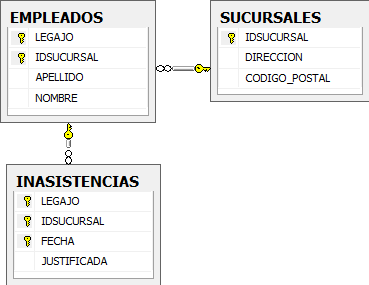 EMPLEADOS
LEGAJO
IDSUCURSAL
APELLIDO
NOMBRE
SUCURSALES
IDSUCURSAL
DIRECCION
CODIGO_POSTAL
INASISTENCIAS
LEGAJO
IDSUCURSAL
FECHA
JUSTIFICADA